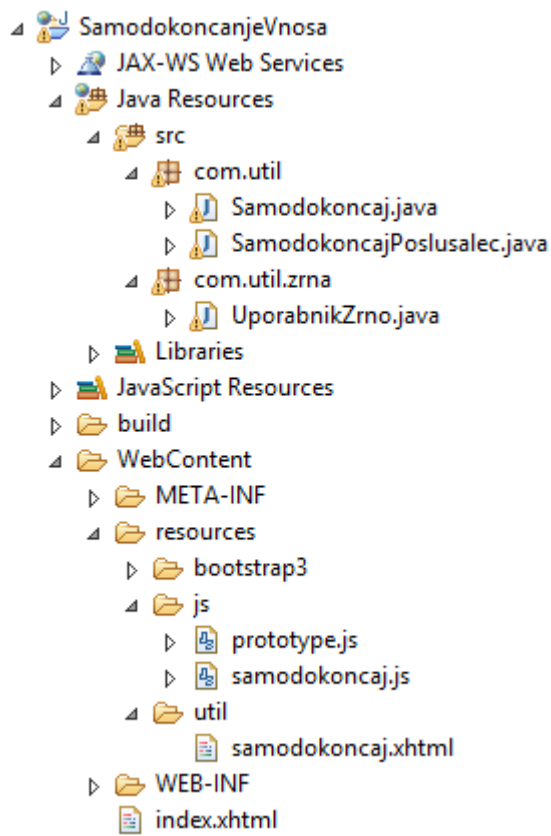 SamodokoncanjeVnosa
JAX-WS Web Services
Java Resources
src
com.util
Samodokoncaj.java
SamodokoncajPoslusalec.java
com.util.zrna
UporabnikZrno.java
Libraries
JavaScript Resources
build
WebContent
META-INF
resources
bootstrap3
js
prototype.js
samodokoncaj.js
util
samodokoncaj.xhtml
WEB-INF
index.xhtml